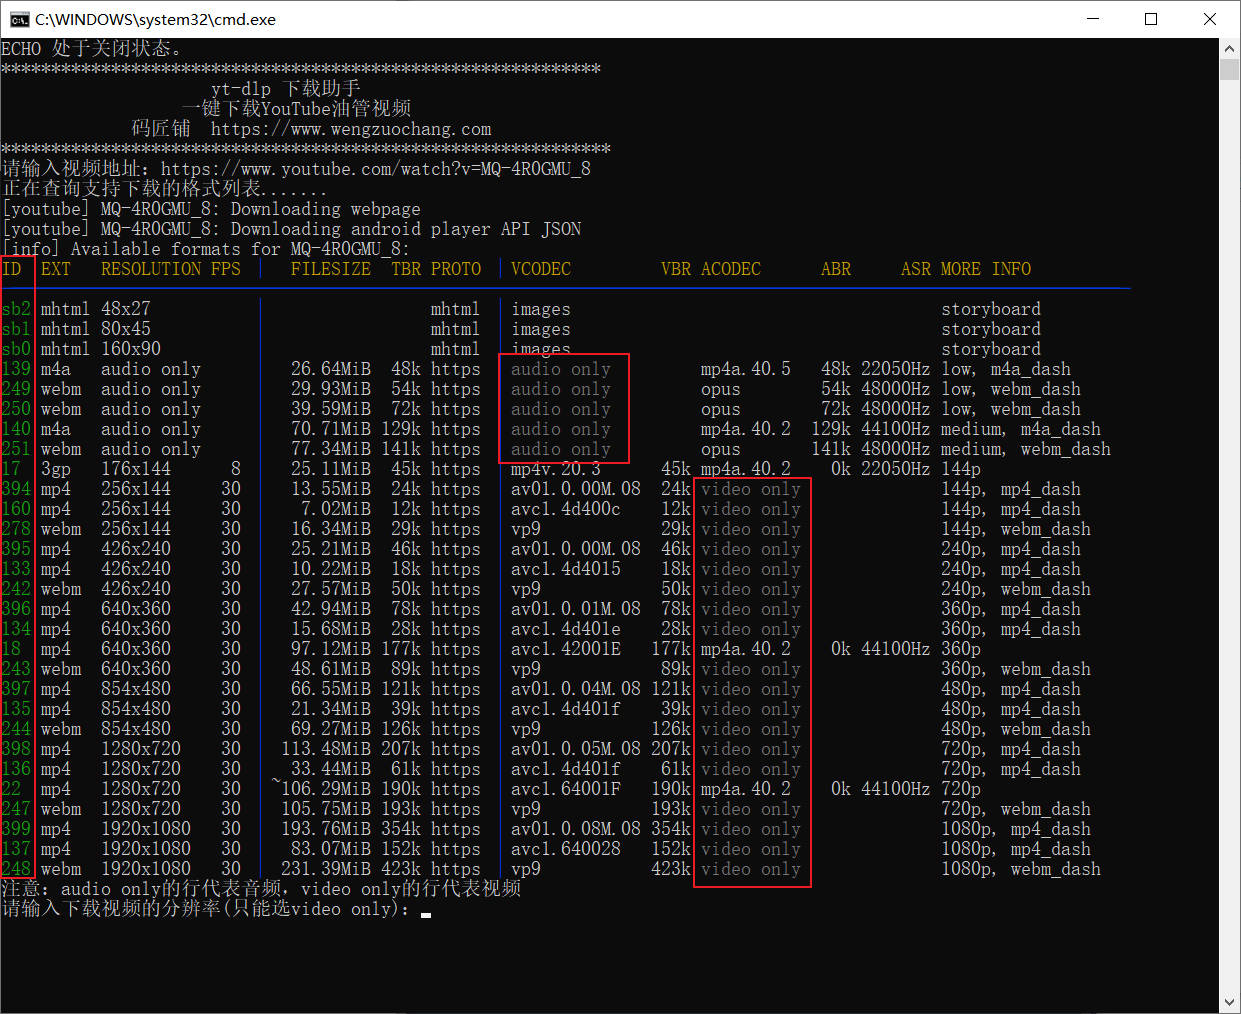 C:\WINDOWS\system32\cmd.exe
ECHO 处于关闭状态。
************************************************************
yt-dlp 下载助手
一键下载YouTube油管视频
码匠铺 https://www.wengzuochang.com
*************************************************************
请输入视频地址：https://www.youtube.com/watch?v=MQ-4R0GMU_8
正在查询支持下载的格式列表.......
[youtube] MQ-4R0GMU_8: Downloading webpage
[youtube] MQ-4R0GMU_8: Downloading android player API JSON
[info] Available formats for MQ-4R0GMU_8:
ID EXT RESOLUTION FPS | FILESIZE TBR PROTO | VCODEC VBR ACODEC ABR ASR MORE INFO
sb2 mhtml 48x27 | mhtml | images storyboard
sb1 mhtml 80x45 | mhtml | images storyboard
sb0 mhtml 160x90 | mhtml | images storyboard
139 m4a audio only | 26.64MiB 48k https | audio only mp4a.40.5 48k 22050Hz low, m4a_dash
249 webm audio only | 29.93MiB 54k https | audio only opus 54k 48000Hz low, webm_dash
250 webm audio only | 39.59MiB 72k https | audio only opus 72k 48000Hz low, webm_dash
140 m4a audio only | 70.71MiB 129k https | audio only mp4a.40.2 129k 44100Hz medium, m4a_dash
251 webm audio only | 77.34MiB 141k https | audio only opus 141k 48000Hz medium, webm_dash
17 3gp 176x144 8 | 25.11MiB 45k https | mp4v.20.3 45k mp4a.40.2 0k 22050Hz 144p
394 mp4 256x144 30 | 13.55MiB 24k https | av01.0.00M.08 24k video only 144p, mp4_dash
160 mp4 256x144 30 | 7.02MiB 12k https | avc1.4d400c 12k video only 144p, mp4_dash
278 webm 256x144 30 | 16.34MiB 29k https | vp9 29k video only 144p, webm_dash
395 mp4 426x240 30 | 25.21MiB 46k https | av01.0.00M.08 46k video only 240p, mp4_dash
133 mp4 426x240 30 | 10.22MiB 18k https | avc1.4d4015 18k video only 240p, mp4_dash
242 webm 426x240 30 | 27.57MiB 50k https | vp9 50k video only 240p, webm_dash
396 mp4 640x360 30 | 42.94MiB 78k https | av01.0.01M.08 78k video only 360p, mp4_dash
134 mp4 640x360 30 | 15.68MiB 28k https | avc1.4d401e 28k video only 360p, mp4_dash
18 mp4 640x360 30 | 97.12MiB 177k https | avc1.42001E 177k mp4a.40.2 0k 44100Hz 360p
243 webm 640x360 30 | 48.61MiB 89k https | vp9 89k video only 360p, webm_dash
397 mp4 854x480 30 | 66.55MiB 121k https | av01.0.04M.08 121k video only 480p, mp4_dash
135 mp4 854x480 30 | 21.34MiB 39k https | avc1.4d401f 39k video only 480p, mp4_dash
244 webm 854x480 30 | 69.27MiB 126k https | vp9 126k video only 480p, webm_dash
398 mp4 1280x720 30 | 113.48MiB 207k https | av01.0.05M.08 207k video only 720p, mp4_dash
136 mp4 1280x720 30 | 33.44MiB 61k https | avc1.4d401f 61k video only 720p, mp4_dash
22 mp4 1280x720 30 | ~106.29MiB 190k https | avc1.64001F 190k mp4a.40.2 0k 44100Hz 720p
247 webm 1280x720 30 | 105.75MiB 193k https | vp9 193k video only 720p, webm_dash
399 mp4 1920x1080 30 | 193.76MiB 354k https | av01.0.08M.08 354k video only 1080p, mp4_dash
137 mp4 1920x1080 30 | 83.07MiB 152k https | avc1.640028 152k video only 1080p, mp4_dash
248 webm 1920x1080 30 | 231.39MiB 423k https | vp9 423k video only 1080p, webm_dash
注意：audio only的行代表音频，video only的行代表视频
请输入下载视频的分辨率(只能选video only)：